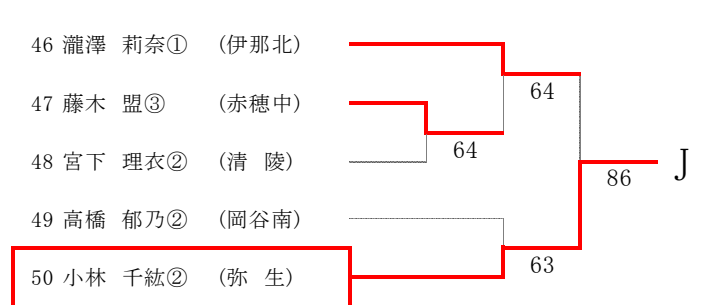 46 瀧澤 莉奈① (伊那北)
64
47 藤木 盟③ (赤穂中)
64
48 宮下 理衣② (清 陵)
86 J
49 高橋 郁乃② (岡谷南)
63
50 小林 千紘② (弥 生)